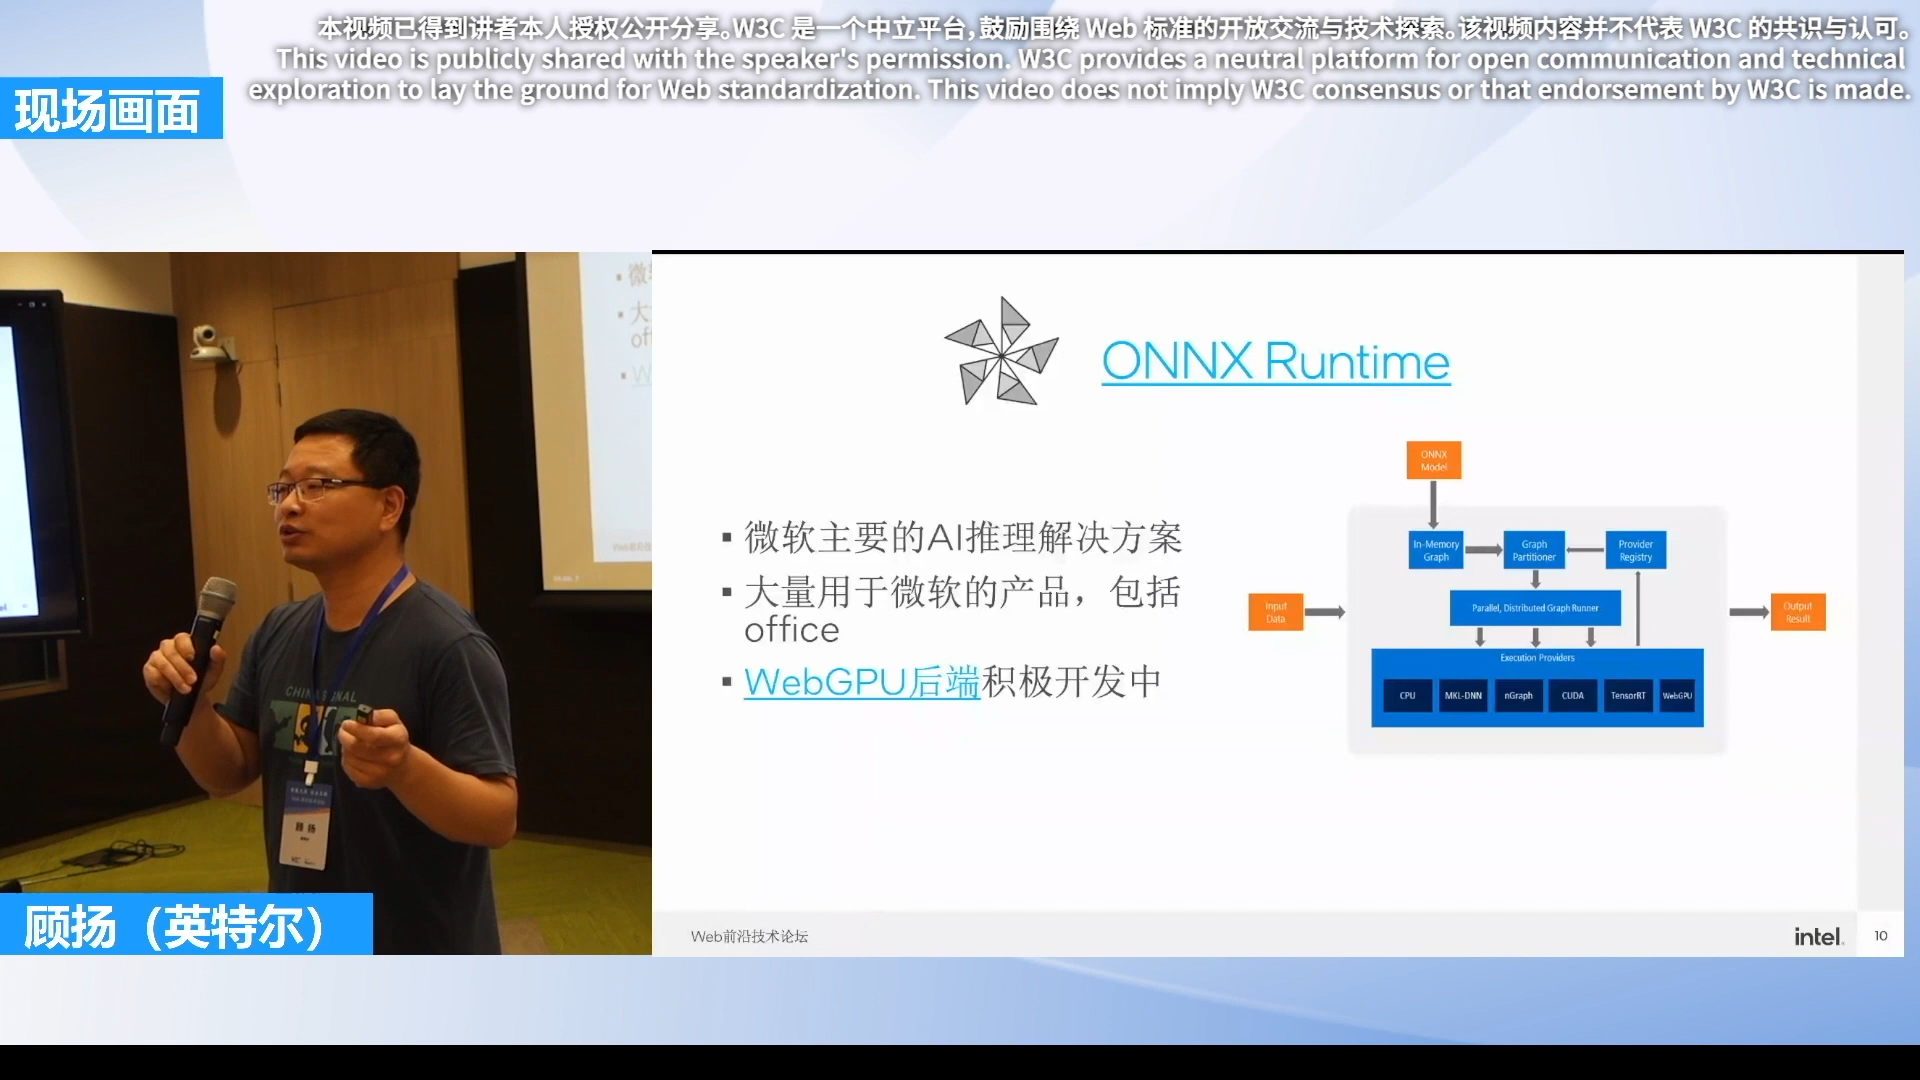 本视频已得到讲者本人授权公开分享。W3C 是一个中立平台，鼓励围绕 Web 标准的开放交流与技术探索。该视频内容并不代表 W3C 的共识与认可。
This video is publicly shared with the speaker's permission. W3C provides a neutral platform for open communication and technical
exploration to lay the ground for Web standardization. This video does not imply W3C consensus or that endorsement by W3C is made.
现场画面
ONNX Runtime
▪ 微软主要的AI推理解决方案
▪ 大量用于微软的产品，包括
office
▪ WebGPU后端积极开发中
ONNX
Model
In-Memory
Graph
Graph
Partitioner
Provider
Registry
Input
Data
Parallel, Distributed Graph Runner
Output
Result
Execution Providers
CPU
MKL-DNN
nGraph
CUDA
TensorRT
WebGPU
顾扬
顾扬（英特尔）
Web前沿技术论坛
intel.
10